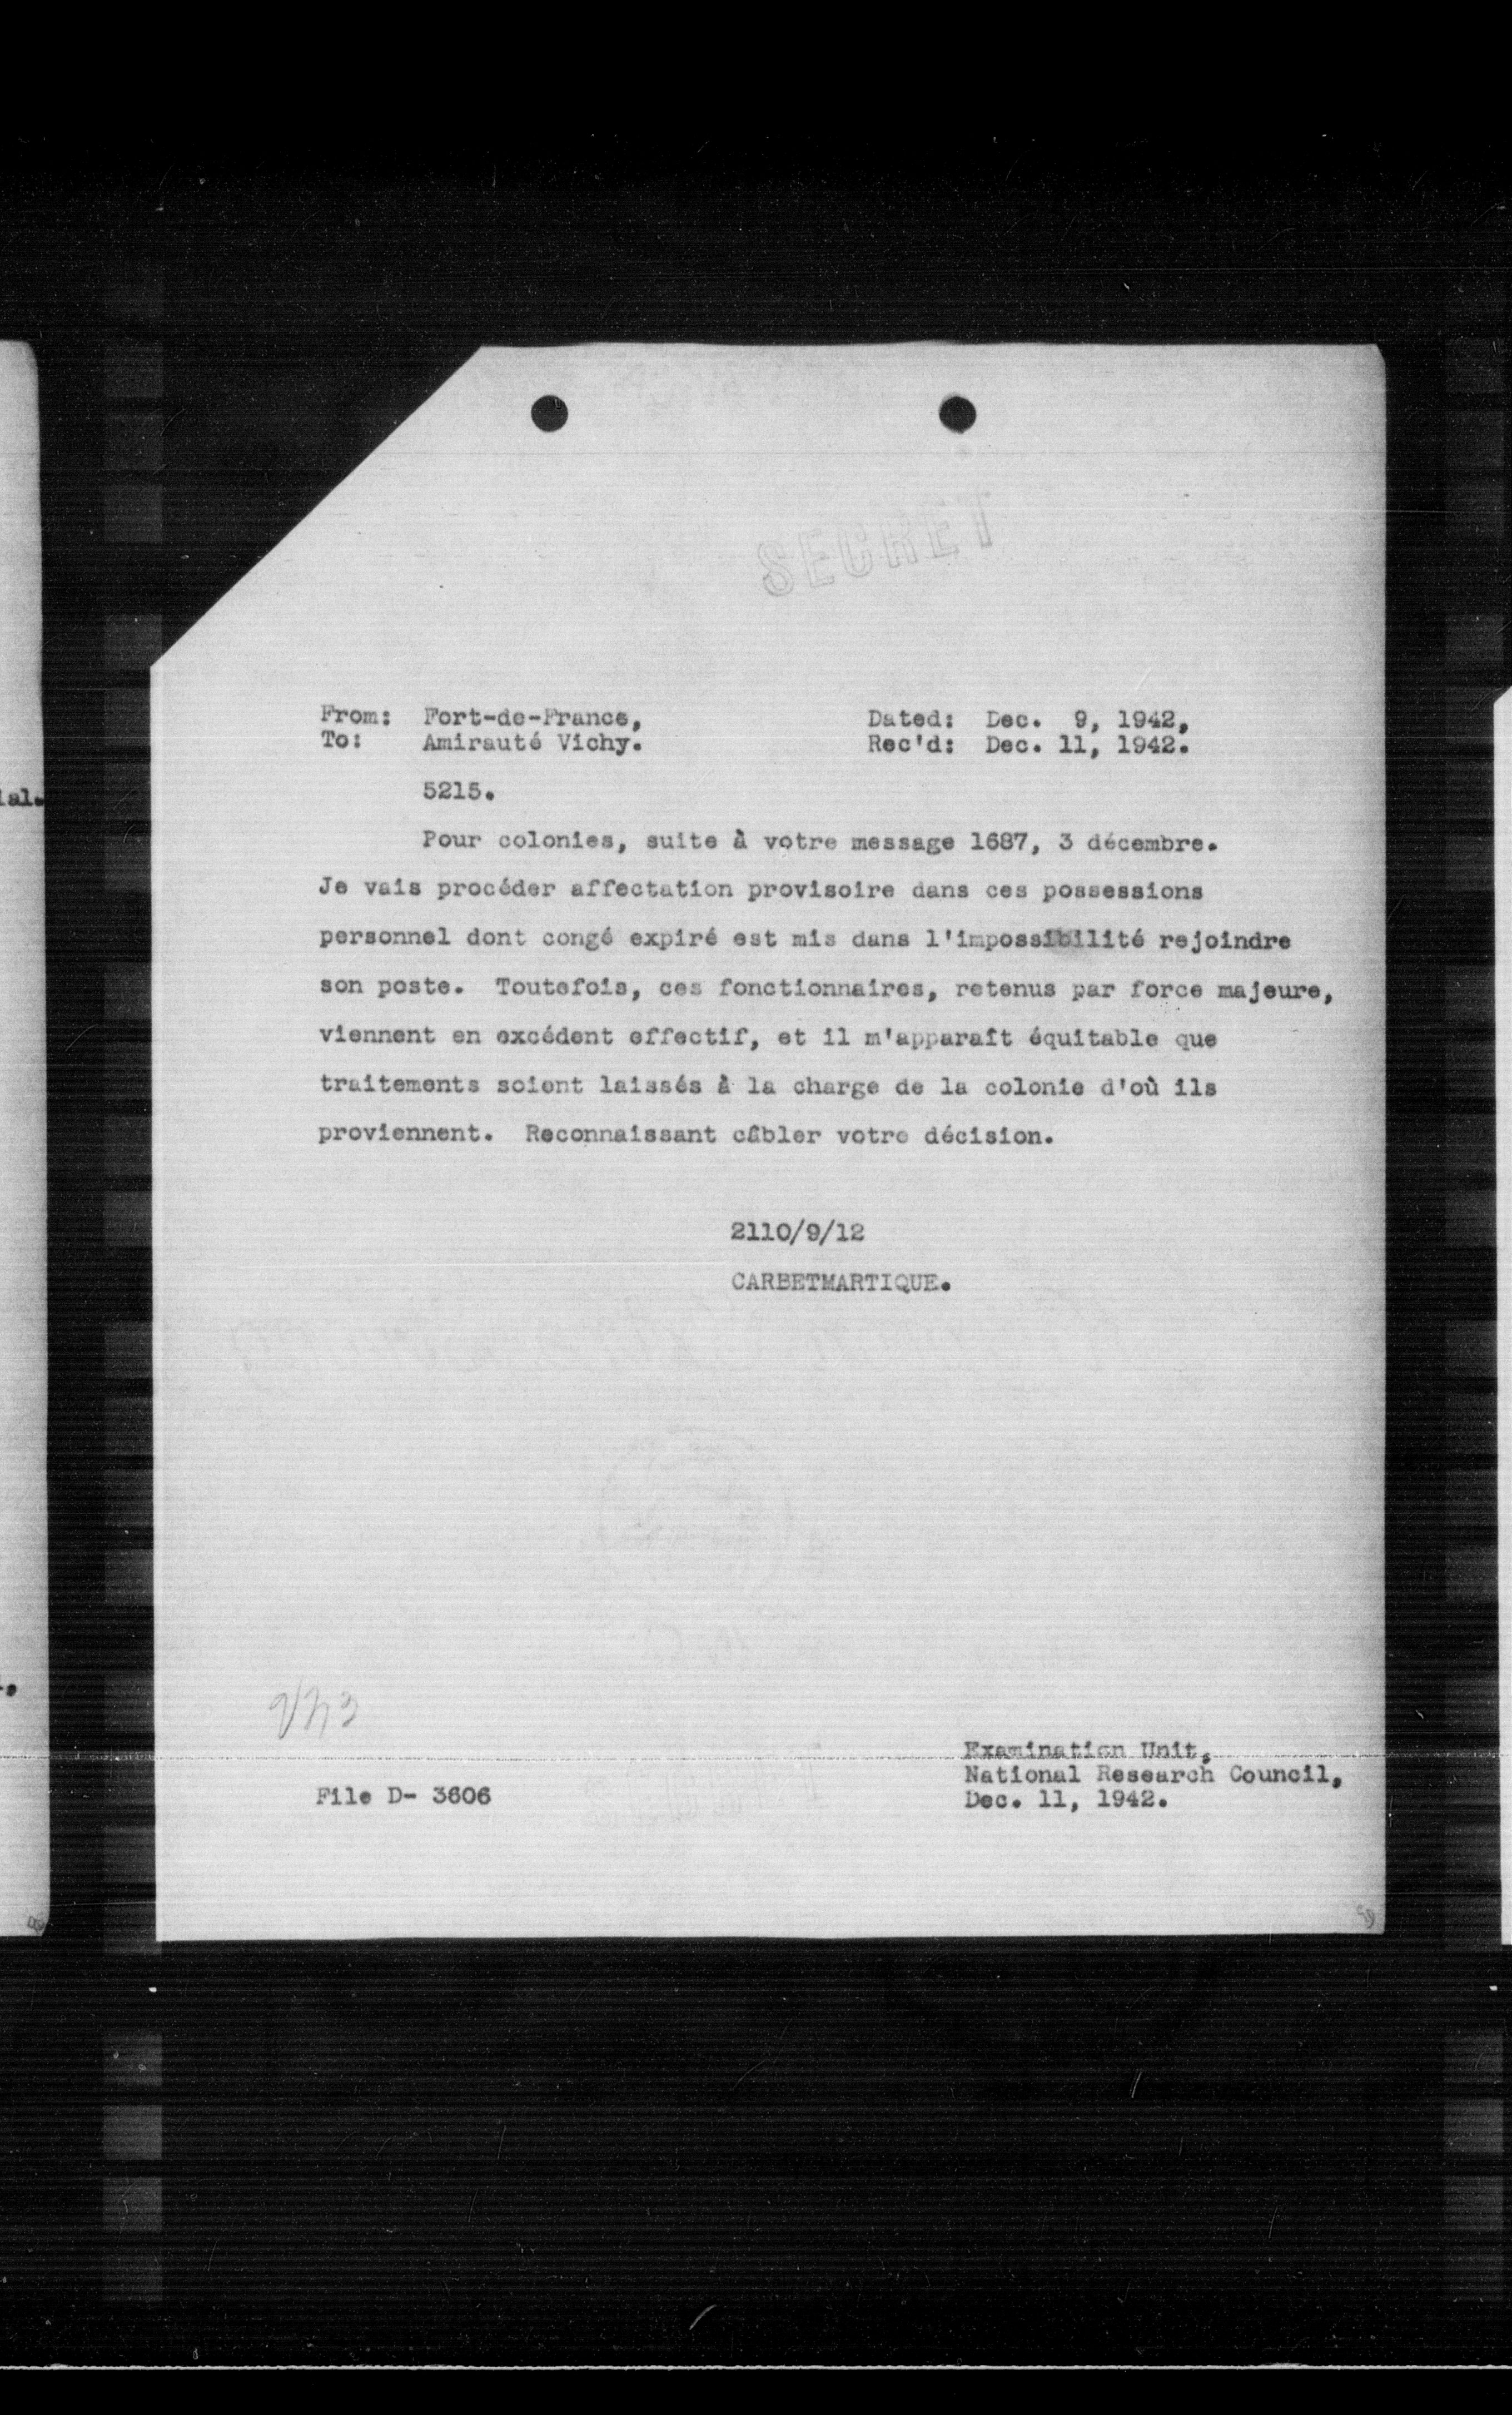 SECRET
From: Fort-de-France,
To: Amirauté Vichy.
Dated: Dec. 9, 1942,
Rec'd: Dec. 11, 1942.
5215.
Pour colonies, suite à votre message 1687, 3 décembre.
Je vais procéder affectation provisoire dans ces possessions
personnel dont congé expiré est mis dans l'impossibilité rejoindre
son poste. Toutefois, ces fonctionnaires, retenus par force majeure,
viennent en excédent effectif, et il m'apparaît équitable que
traitements soient laissés à la charge de la colonie d'où ils
proviennent. Reconnaissant câbler votre décision.
2110/9/12
CARBETMARTIQUE.
File D- 3606
Examination Unit,
National Research Council,
Dec. 11, 1942.